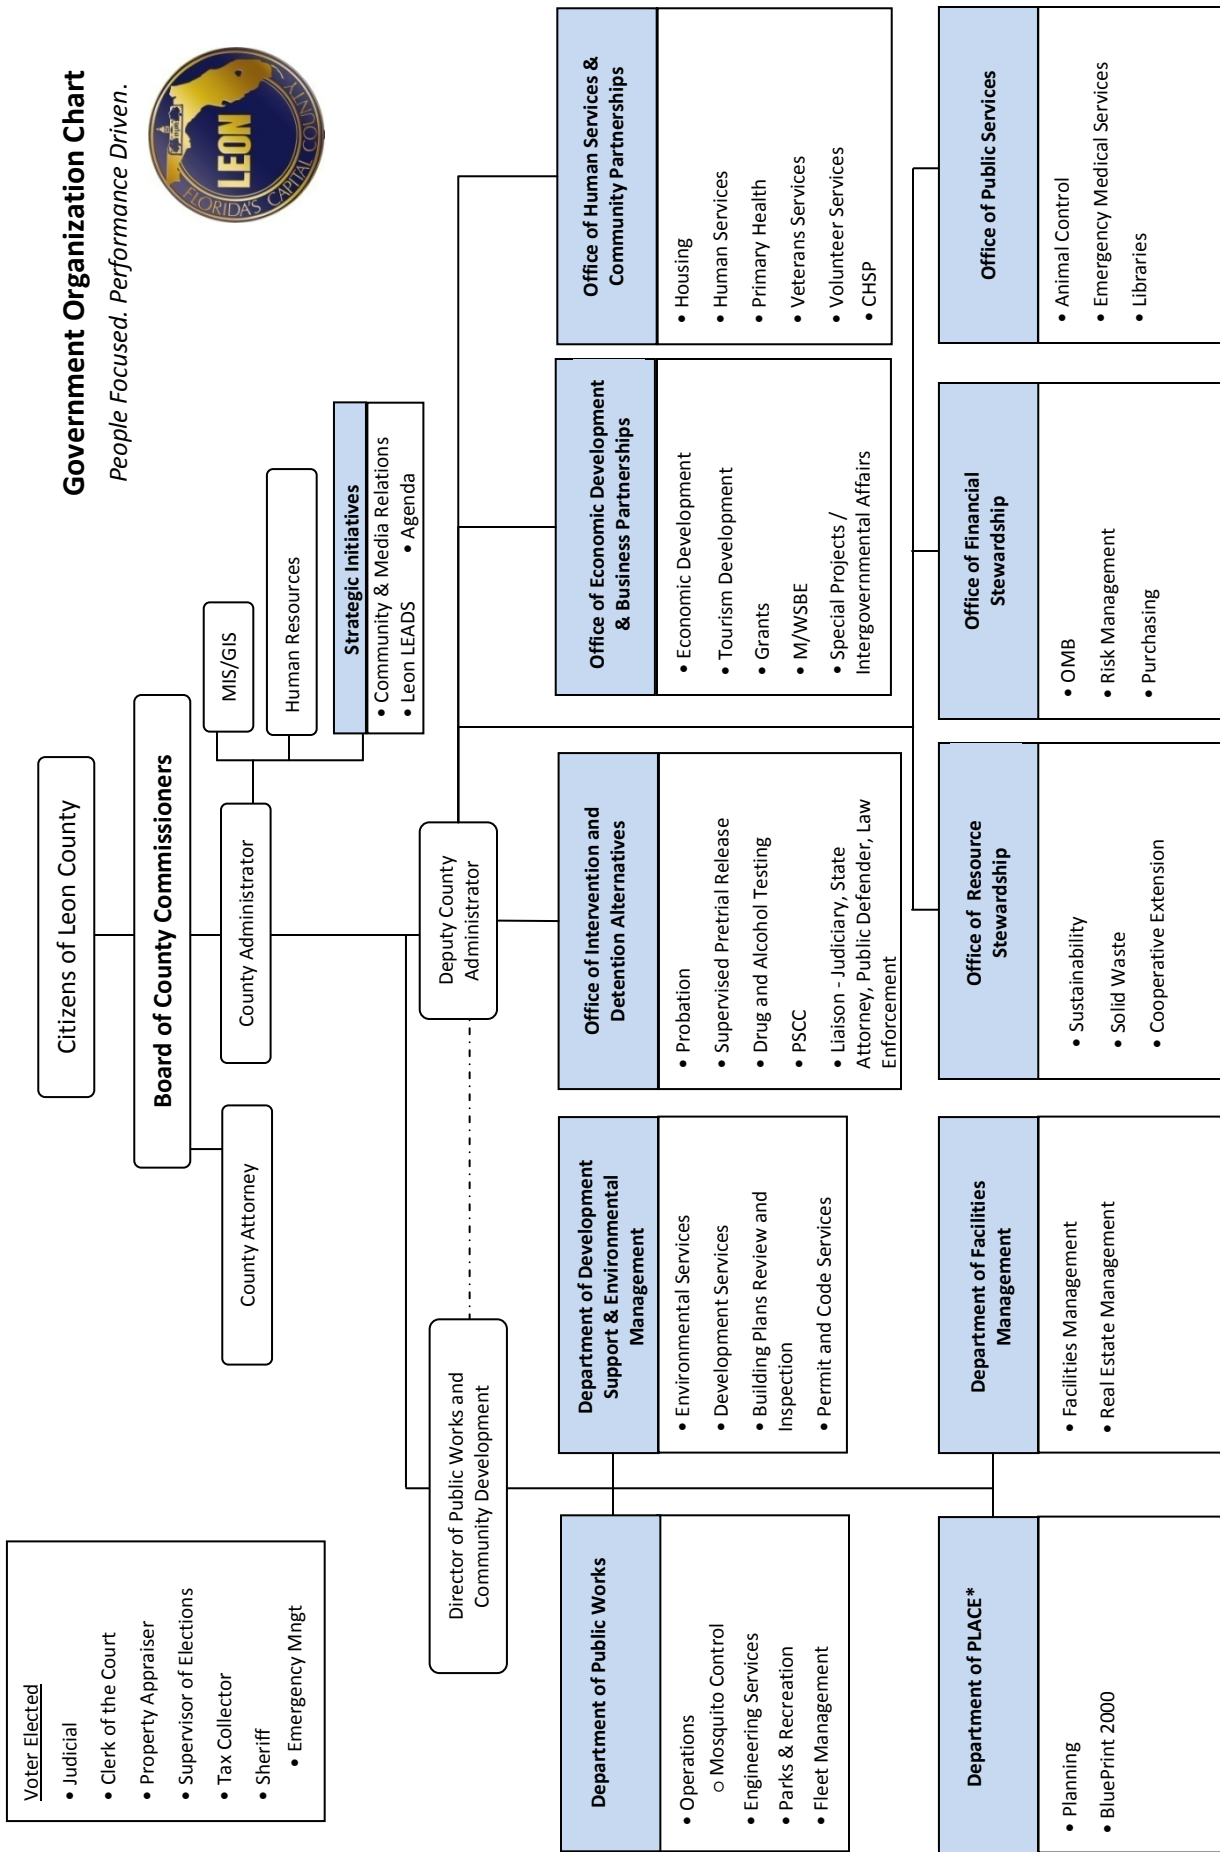 Government Organization Chart
People Focused. Performance Driven.
LEON
FLORIDA'S CAPITAL COUNTY
Voter Elected
• Judicial
• Clerk of the Court
• Property Appraiser
• Supervisor of Elections
• Tax Collector
• Sheriff
• Emergency Mngt
Citizens of Leon County
Board of County Commissioners
County Attorney
County Administrator
MIS/GIS
Human Resources
Strategic Initiatives
• Community & Media Relations
• Leon LEADS • Agenda
Director of Public Works and
Community Development
Deputy County
Administrator
Department of Public Works
• Operations
○ Mosquito Control
• Engineering Services
• Parks & Recreation
• Fleet Management
Department of Development
Support & Environmental
Management
• Environmental Services
• Development Services
• Building Plans Review and
Inspection
• Permit and Code Services
Office of Intervention and
Detention Alternatives
• Probation
• Supervised Pretrial Release
• Drug and Alcohol Testing
• PSCC
• Liaison - Judiciary, State
Attorney, Public Defender, Law
Enforcement
Office of Economic Development
& Business Partnerships
• Economic Development
• Tourism Development
• Grants
• M/WSBE
• Special Projects /
Intergovernmental Affairs
Office of Human Services &
Community Partnerships
• Housing
• Human Services
• Primary Health
• Veterans Services
• Volunteer Services
• CHSP
Department of PLACE*
• Planning
• BluePrint 2000
Department of Facilities
Management
• Facilities Management
• Real Estate Management
Office of Resource
Stewardship
• Sustainability
• Solid Waste
• Cooperative Extension
Office of Financial
Stewardship
• OMB
• Risk Management
• Purchasing
Office of Public Services
• Animal Control
• Emergency Medical Services
• Libraries